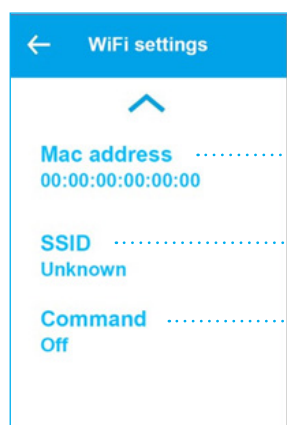 WiFi settings
Mac address
00:00:00:00:00:00
SSID
Unknown
Command
Off